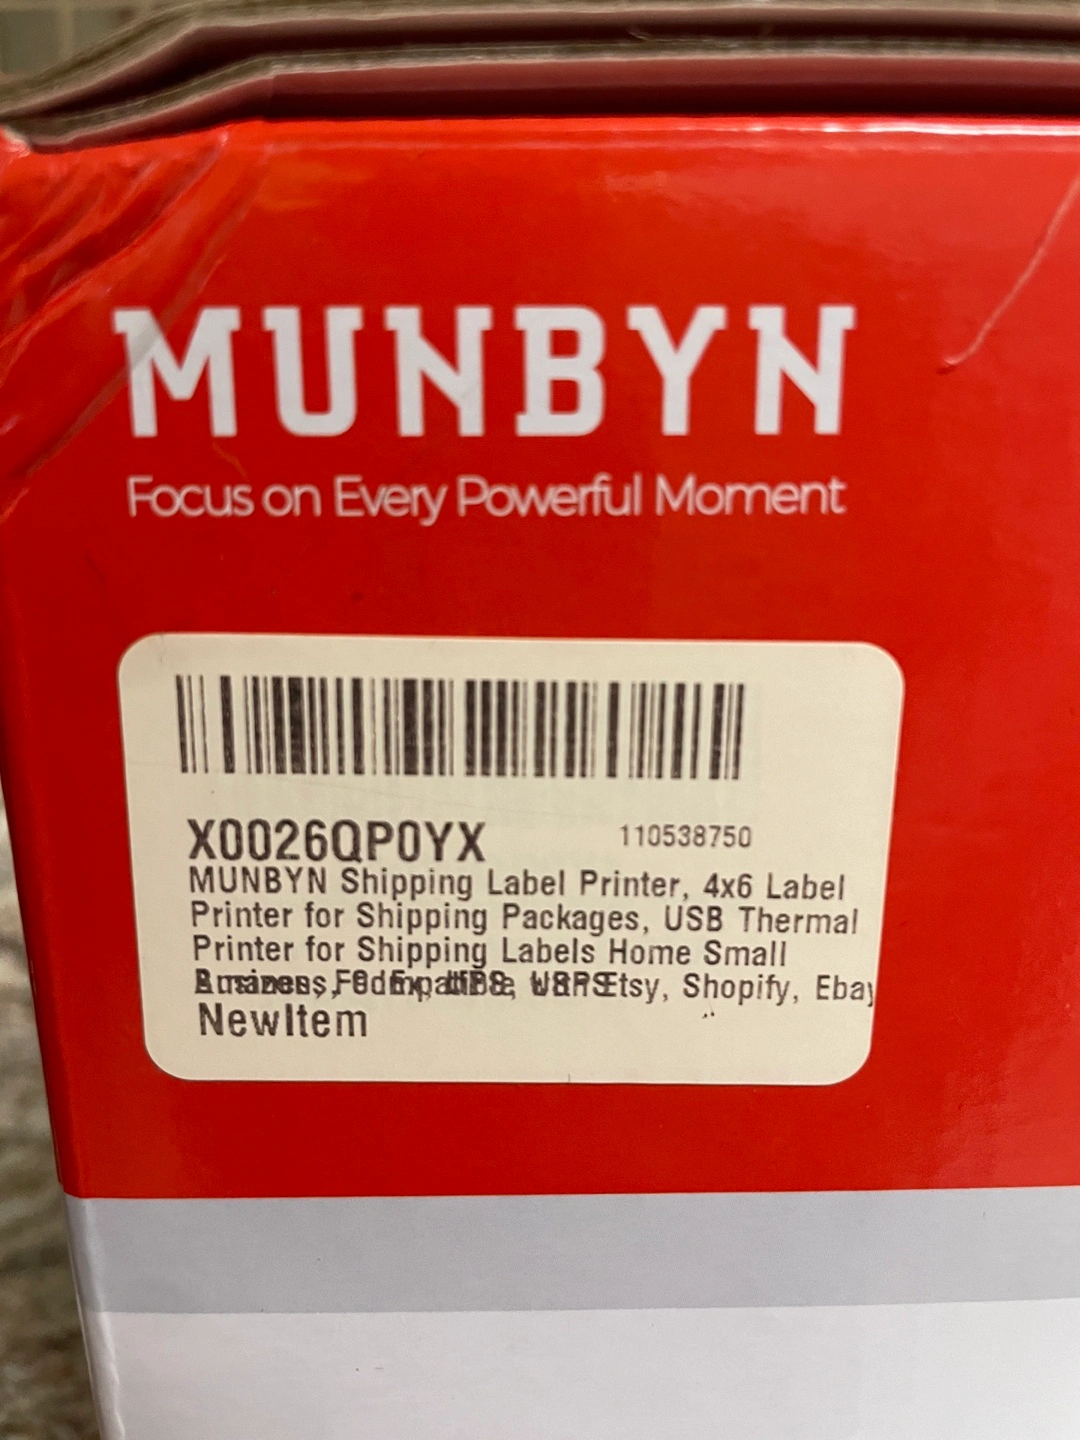 MUNBYN
Focus on Every Powerful Moment
X0026QP0YX 110538750
MUNBYN Shipping Label Printer, 4x6 Label
Printer for Shipping Packages, USB Thermal
Printer for Shipping Labels Home Small
Etsy, Shopify, Ebay
NewItem